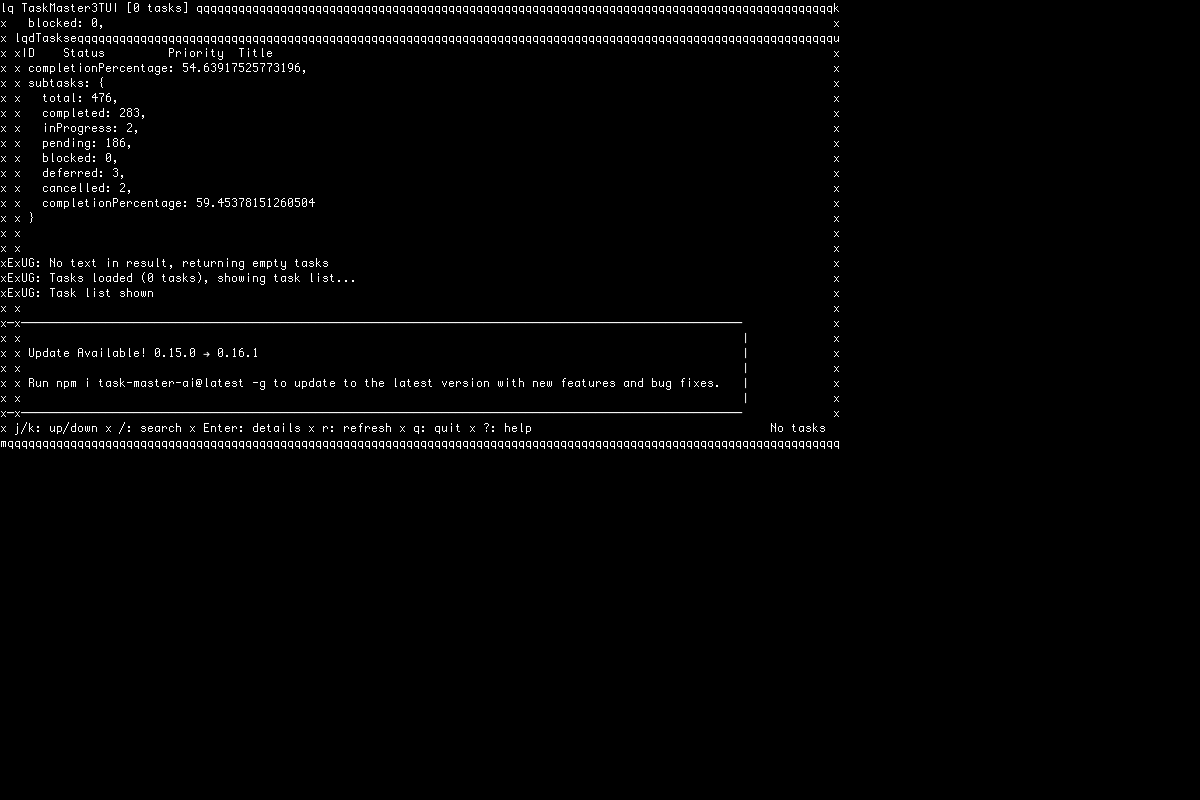 lq TaskMaster3TUI [0 tasks] qqqqqqqqqqqqqqqqqqqqqqqqqqqqqqqqqqqqqqqqqqqqqqqqqqqqqqqqqqqqqqqqqqqqqqqqqqqqqqqqqqqqqqqqqqqk
x   blocked: 0,                                                                                                        x
x lqdTaskseqqqqqqqqqqqqqqqqqqqqqqqqqqqqqqqqqqqqqqqqqqqqqqqqqqqqqqqqqqqqqqqqqqqqqqqqqqqqqqqqqqqqqqqqqqqqqqqqqqqqqqqqqqqqu
x xID    Status         Priority  Title                                                                                x
x x completionPercentage: 54.63917525773196,                                                                           x
x x subtasks: {                                                                                                        x
x x   total: 476,                                                                                                      x
x x   completed: 283,                                                                                                  x
x x   inProgress: 2,                                                                                                   x
x x   pending: 186,                                                                                                    x
x x   blocked: 0,                                                                                                      x
x x   deferred: 3,                                                                                                     x
x x   cancelled: 2,                                                                                                    x
x x   completionPercentage: 59.45378151260504                                                                          x
x x }                                                                                                                  x
x x                                                                                                                    x
x x                                                                                                                    x
xExUG: No text in result, returning empty tasks                                                                        x
xExUG: Tasks loaded (0 tasks), showing task list...                                                                    x
xExUG: Task list shown                                                                                                 x
x x                                                                                                                    x
x─x───────────────────────────────────────────────────────────────────────────────────────────────────────             x
x x                                                                                                       |            x
x x Update Available! 0.15.0 → 0.16.1                                                                     |            x
x x                                                                                                       |            x
x x Run npm i task-master-ai@latest -g to update to the latest version with new features and bug fixes.   |            x
x x                                                                                                       |            x
x─x───────────────────────────────────────────────────────────────────────────────────────────────────────             x
x j/k: up/down x /: search x Enter: details x r: refresh x q: quit x ?: help                                  No tasks
mqqqqqqqqqqqqqqqqqqqqqqqqqqqqqqqqqqqqqqqqqqqqqqqqqqqqqqqqqqqqqqqqqqqqqqqqqqqqqqqqqqqqqqqqqqqqqqqqqqqqqqqqqqqqqqqqqqqqqqq